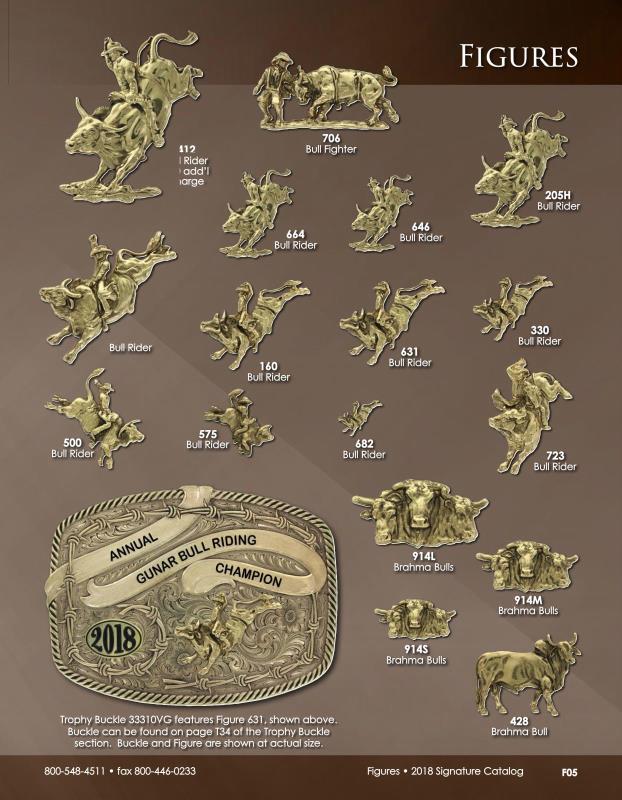 FIGURES
412
Rider
add'l
arge
706
Bull Fighter
205H
Bull Rider
664
Bull Rider
646
Bull Rider
Bull Rider
160
Bull Rider
631
Bull Rider
330
Bull Rider
500
Bull Rider
575
Bull Rider
682
Bull Rider
723
Bull Rider
ANNUAL
GUNAR BULL RIDING
CHAMPION
2018
914L
Brahma Bulls
914M
Brahma Bulls
914S
Brahma Bulls
428
Brahma Bull
Trophy Buckle 33310VG features Figure 631, shown above.
Buckle can be found on page T34 of the Trophy Buckle
section. Buckle and Figure are shown at actual size.
800-548-4511 • fax 800-446-0233
Figures • 2018 Signature Catalog
F05